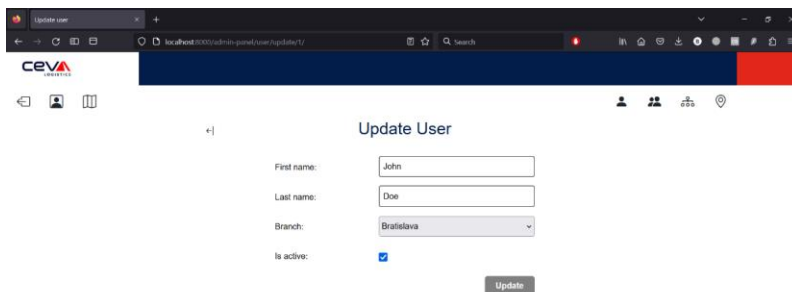 Update user
localhost:8000/admin-panel/user/update/1/
Search
CEVA
LOGISTICS
Update User
First name:
John
Last name:
Doe
Branch:
Bratislava
Is active:
Update